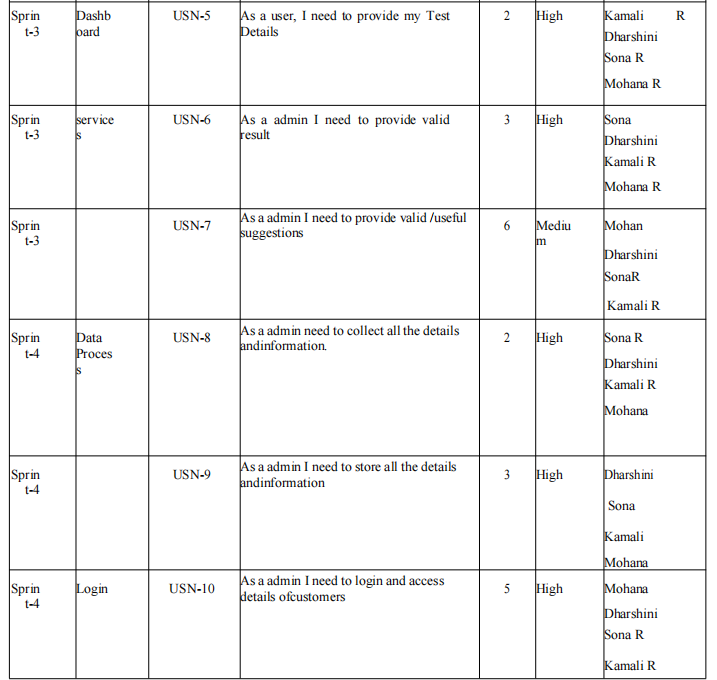 Sprin Dashb USN-5 As a user, I need to provide my Test 2 High Kamali R
t-3 oard Details Dharshini
Sona R
Mohana R
Sprin service USN-6 As a admin I need to provide valid 3 High Sona
t-3 s result Dharshini
Kamali R
Mohana R
Sprin USN-7 As a admin I need to provide valid /useful 6 Mediu Mohan
t-3 suggestions m
Dharshini
SonaR
Kamali R
Sprin Data USN-8 As a admin need to collect all the details 2 High Sona R
t-4 Proces andinformation.
s Dharshini
Kamali R
Mohana
Sprin USN-9 As a admin I need to store all the details 3 High Dharshini
t-4 andinformation
Sona
Kamali
Mohana
Sprin Login USN-10 As a admin I need to login and access 5 High Mohana
t-4 details ofcustomers
Dharshini
Sona R
Kamali R